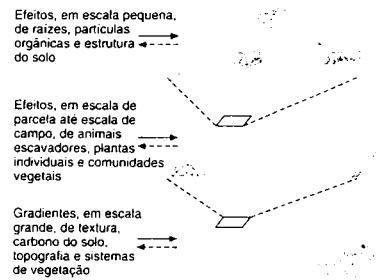 Efeitos, em escala pequena,
de raízes, partículas
orgânicas e estrutura
do solo
Efeitos, em escala de
parcela até escala de
campo, de animais
escavadores, plantas
individuais e comunidades
vegetais
Gradientes, em escala
grande, de textura,
carbono do solo,
topografia e sistemas
de vegetação